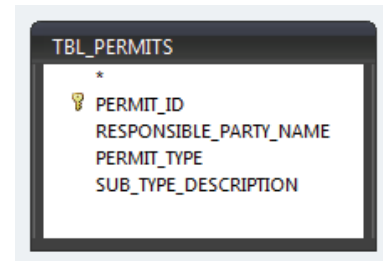 TBL_PERMITS
*
PERMIT_ID
RESPONSIBLE_PARTY_NAME
PERMIT_TYPE
SUB_TYPE_DESCRIPTION